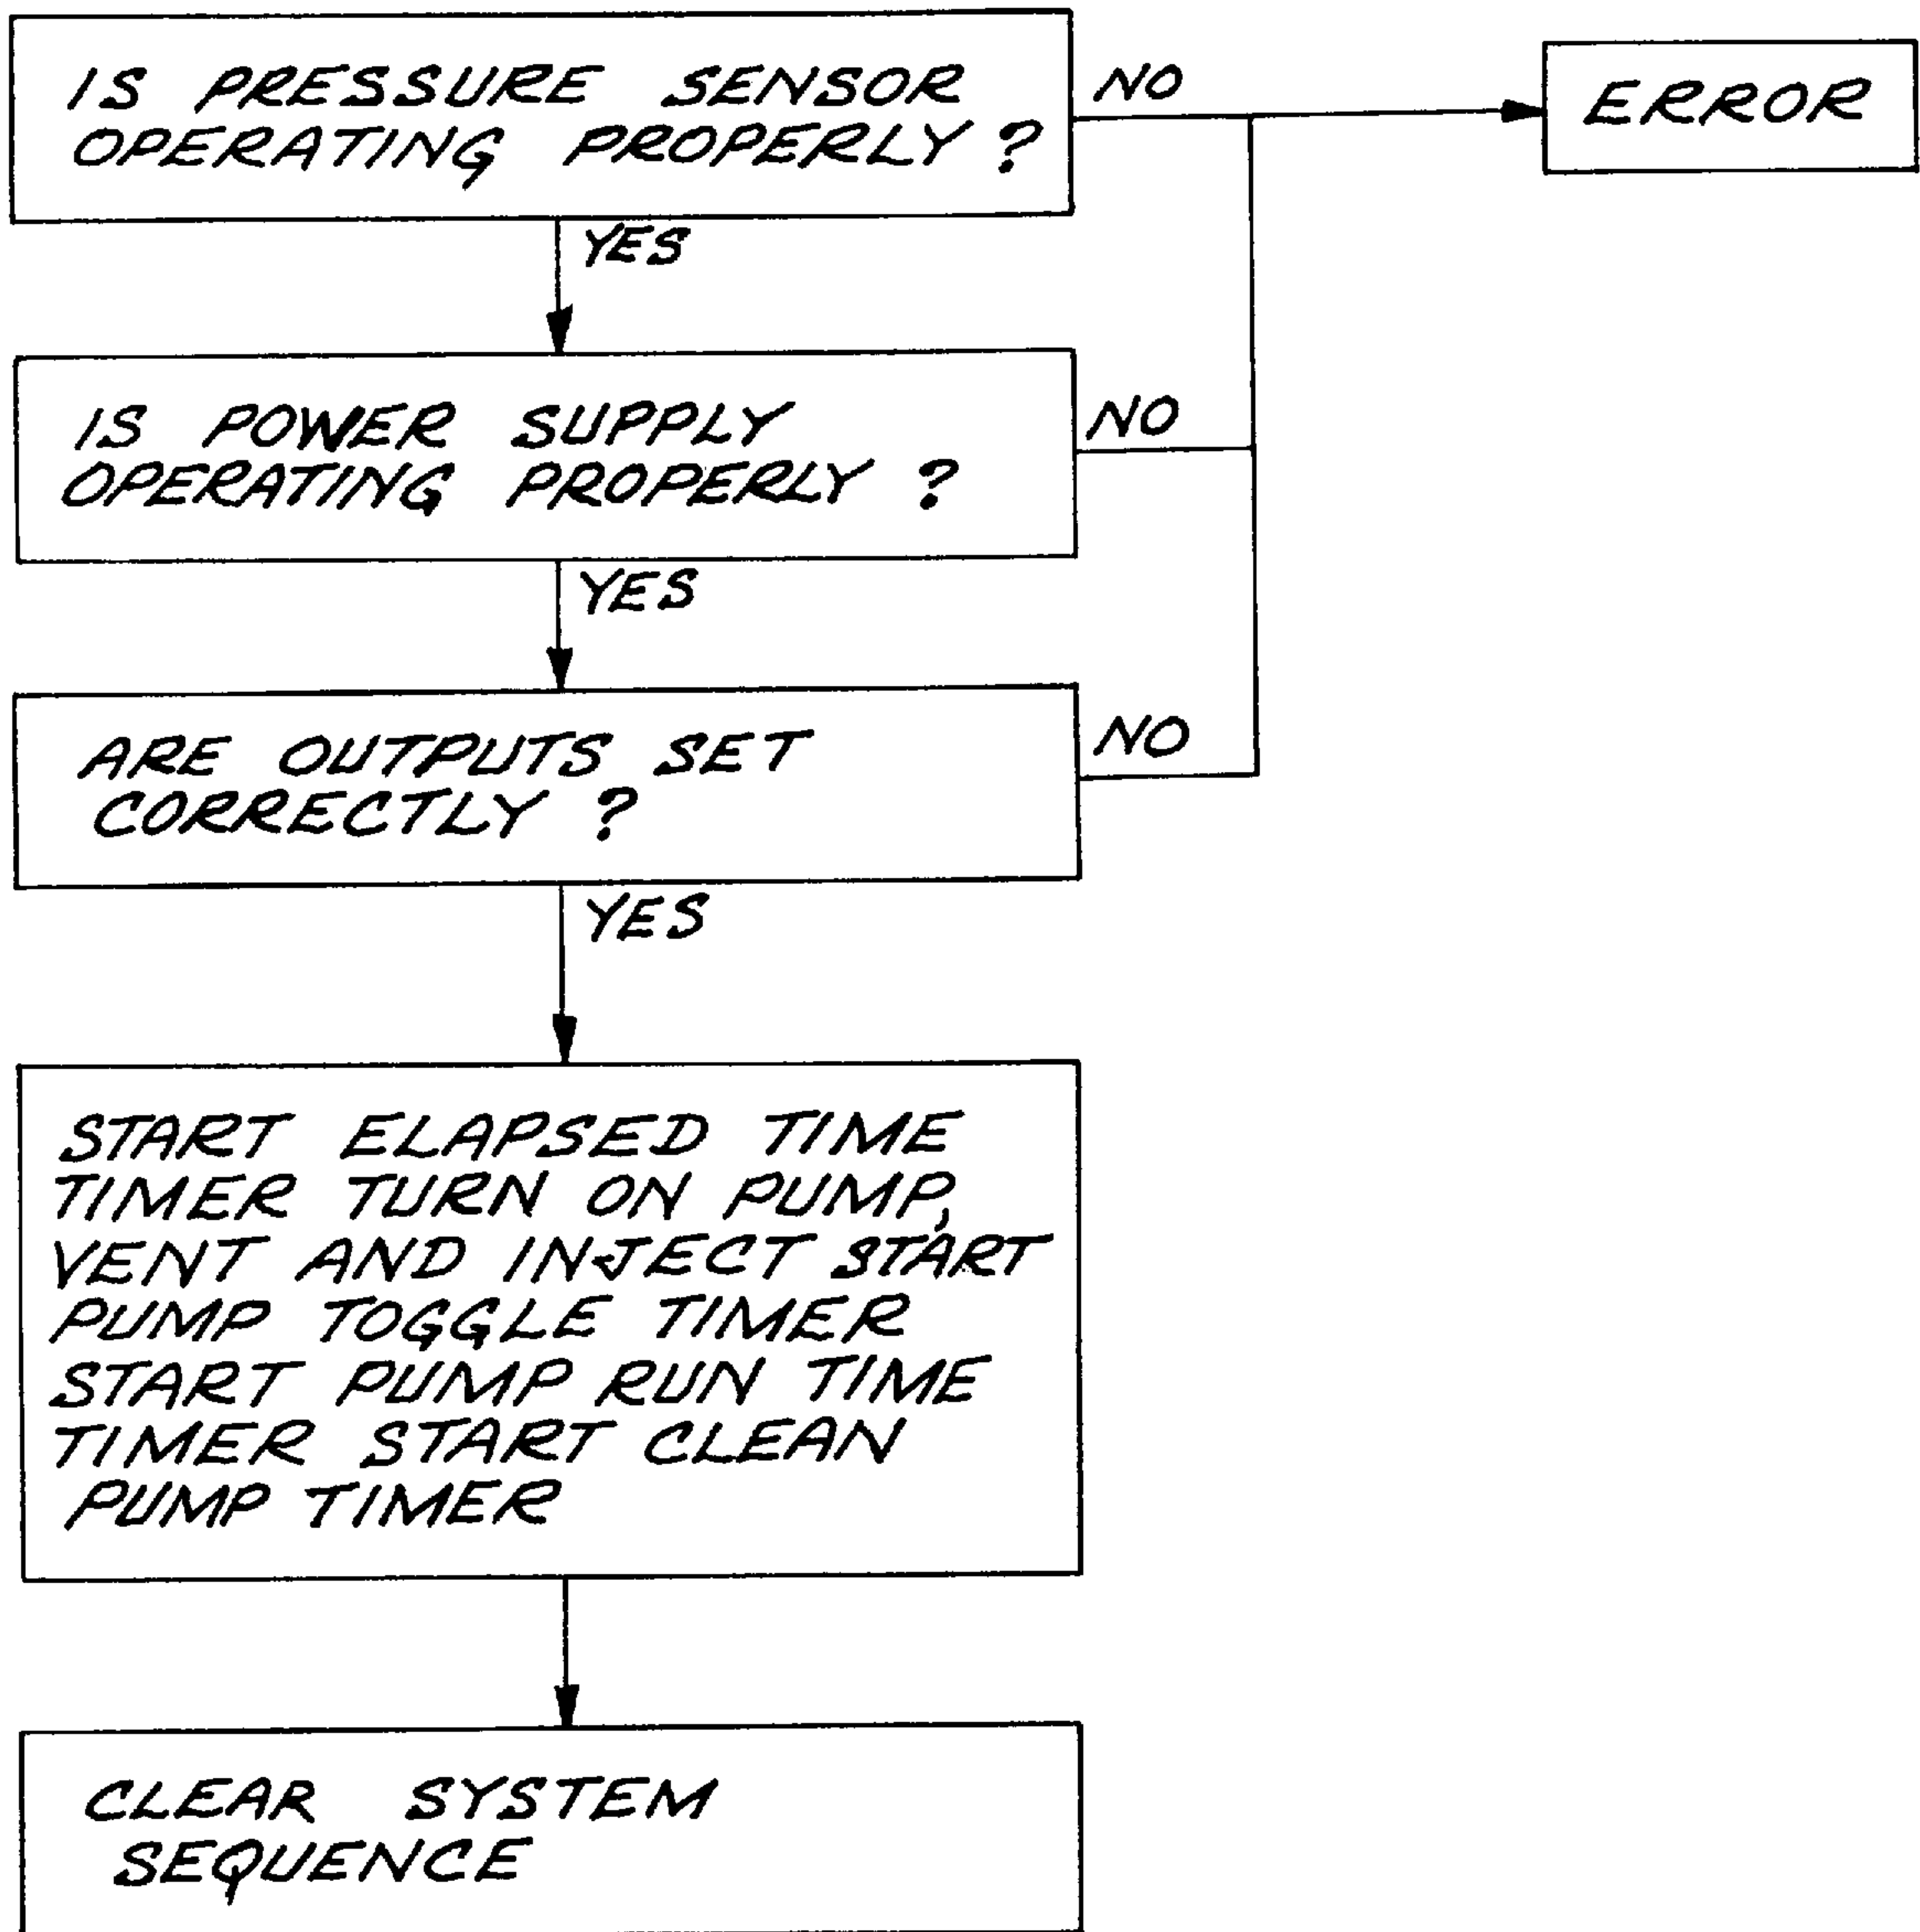 IS PRESSURE SENSOR
OPERATING PROPERLY ?
NO
ERROR
YES
IS POWER SUPPLY
OPERATING PROPERLY ?
NO
YES
ARE OUTPUTS SET
CORRECTLY ?
NO
YES
START ELAPSED TIME
TIMER TURN ON PUMP,
VENT AND INJECT START
PUMP TOGGLE TIMER
START PUMP RUN TIME
TIMER START CLEAN
PUMP TIMER
CLEAR SYSTEM
SEQUENCE